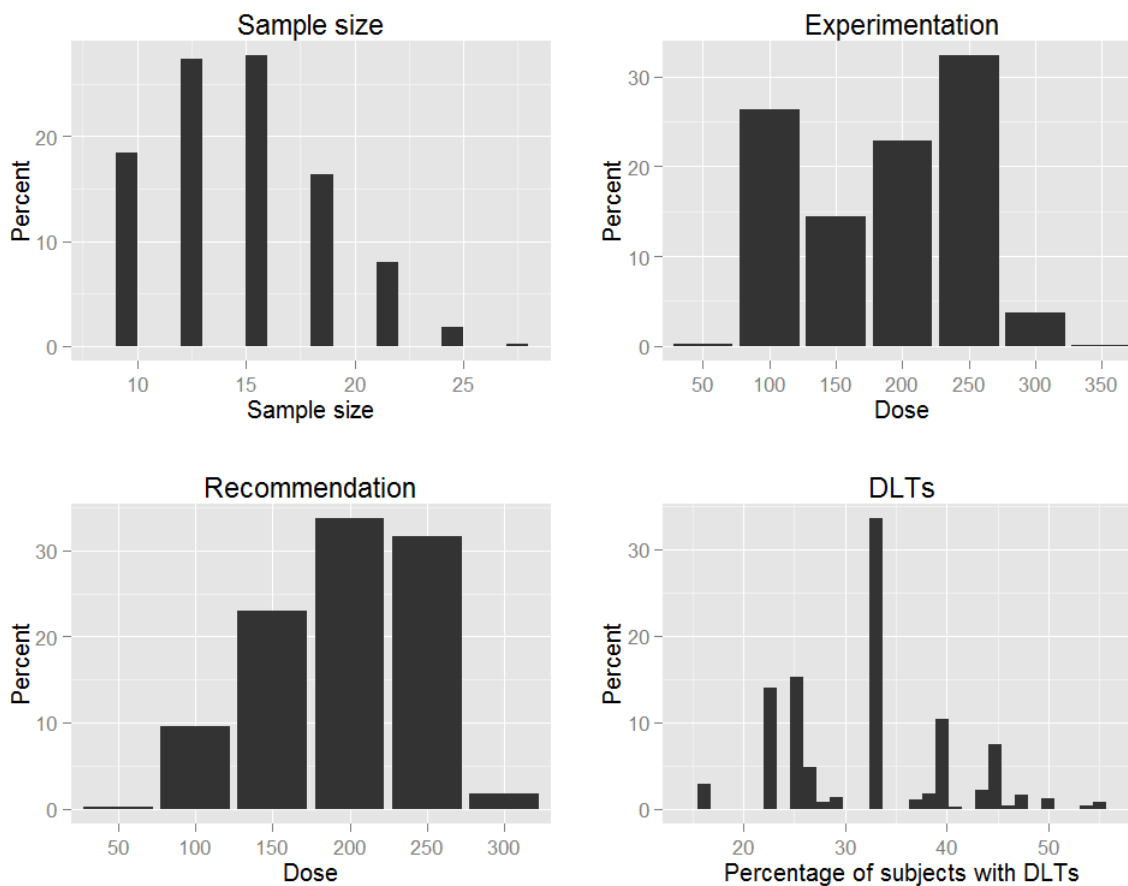 Sample size
Percent
20
10
0
10 15 20 25
Sample size
Experimentation
Percent
30
20
10
0
50 100 150 200 250 300 350
Dose
Recommendation
Percent
30
20
10
0
50 100 150 200 250 300
Dose
DLTs
Percent
30
20
10
0
20 30 40 50
Percentage of subjects with DLTs